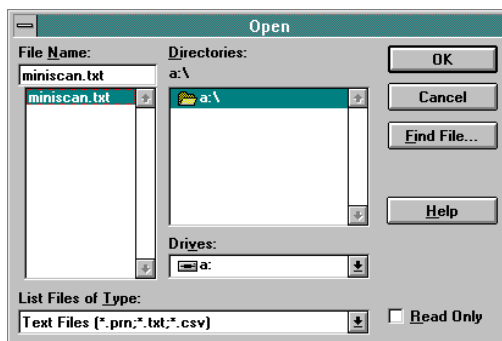 Open
File Name:
miniscan.txt
miniscan.txt
Directories:
a:\
a:\
Drives:
a:
List Files of Type:
Text Files (*.prn;*.txt;*.csv)
OK
Cancel
Find File...
Help
Read Only